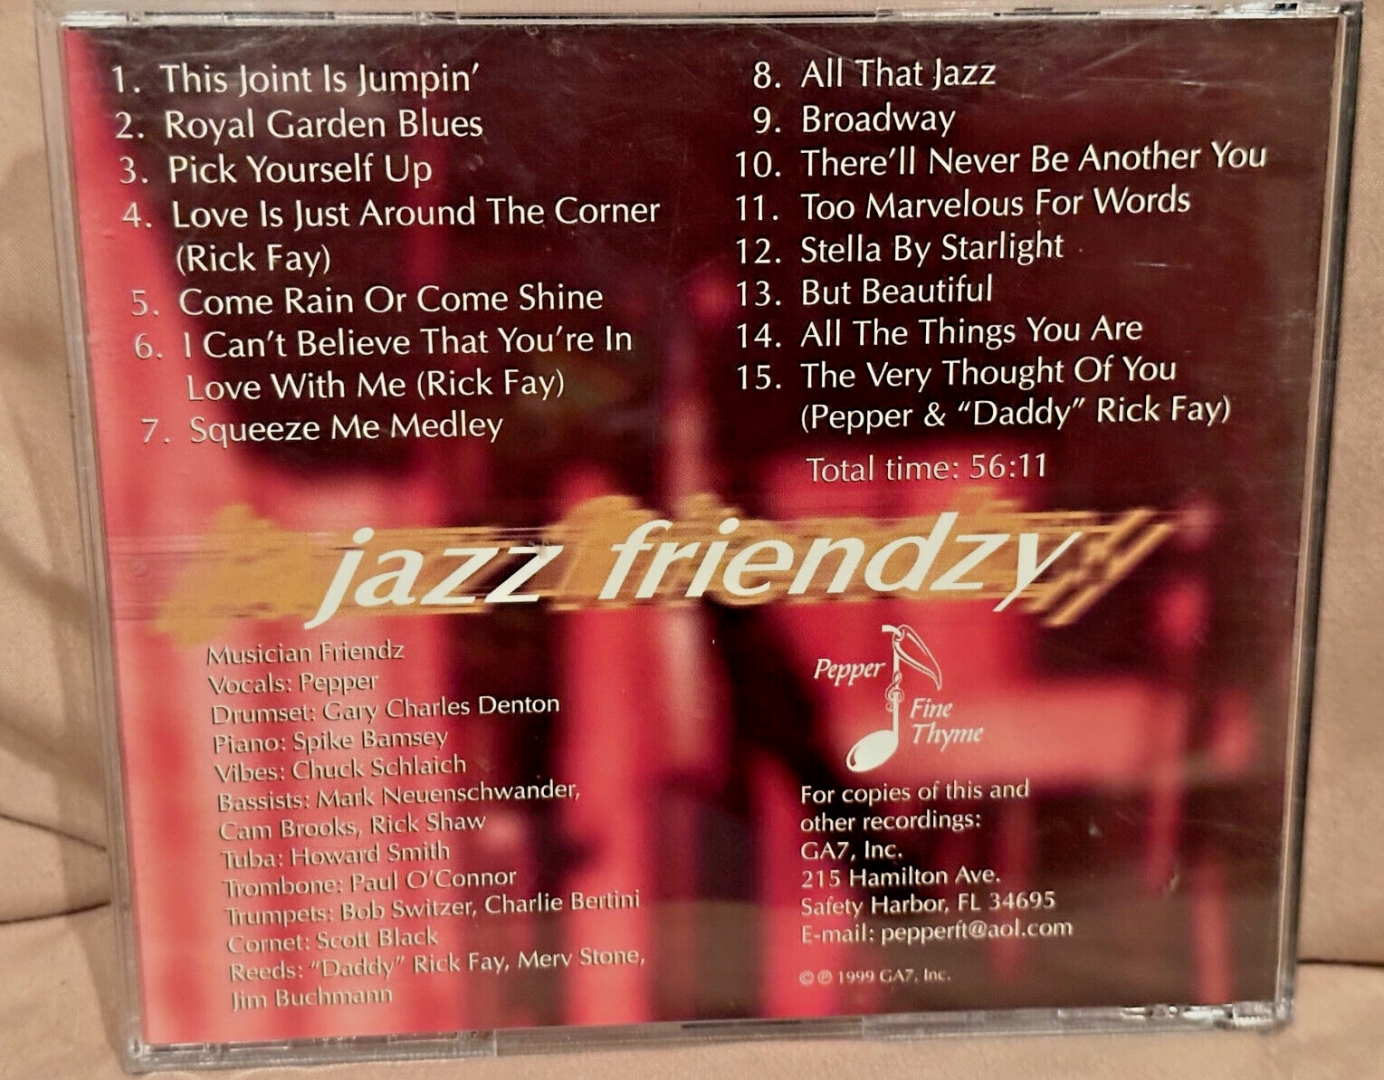 1. This Joint Is Jumpin'
2. Royal Garden Blues
3. Pick Yourself Up
4. Love Is Just Around The Corner
(Rick Fay)
5. Come Rain Or Come Shine
6. I Can't Believe That You're In
Love With Me (Rick Fay)
7. Squeeze Me Medley
8. All That Jazz
9. Broadway
10. There'll Never Be Another You
11. Too Marvelous For Words
12. Stella By Starlight
13. But Beautiful
14. All The Things You Are
15. The Very Thought Of You
(Pepper & "Daddy" Rick Fay)
Total time: 56:11
jazz friendzy
Musician Friendz
Vocals: Pepper
Drumset: Gary Charles Denton
Piano: Spike Bamsey
Vibes: Chuck Schlaich
Bassists: Mark Neuenschwander,
Cam Brooks, Rick Shaw
Tuba: Howard Smith
Trombone: Paul O'Connor
Trumpets: Bob Switzer, Charlie Bertini
Cornet: Scott Black
Reeds: "Daddy" Rick Fay, Merv Stone,
Jim Buchmann
Pepper
Fine
Thyme
For copies of this and
other recordings:
GA7, Inc.
215 Hamilton Ave.
Safety Harbor, FL 34695
E-mail: pepperft@aol.com
© ℗ 1999 GA7, Inc.